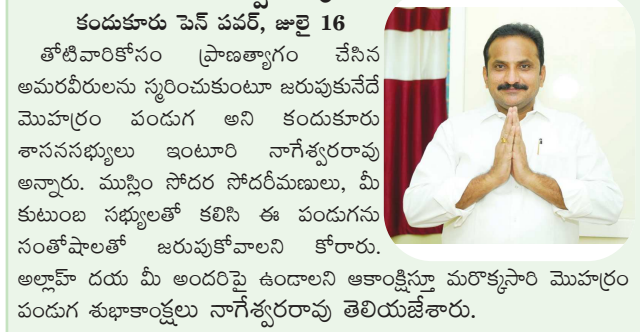 కందుకూరు పెన్ పవర్, జులై 16
తోటివారికోసం ప్రాణత్యాగం చేసిన
అమరవీరులను స్మరించుకుంటూ జరుపుకునేదే
మొహర్రం పండుగ అని కందుకూరు
శాసనసభ్యులు ఇంటూరి నాగేశ్వరరావు
అన్నారు. ముస్లిం సోదర సోదరీమణులు, మీ
కుటుంబ సభ్యులతో కలిసి ఈ పండుగను
సంతోషాలతో జరుపుకోవాలని కోరారు.
అల్లాహ్ దయ మీ అందరిపై ఉండాలని ఆకాంక్షిస్తూ మరొక్కసారి మొహర్రం
పండుగ శుభాకాంక్షలు నాగేశ్వరరావు తెలియజేశారు.